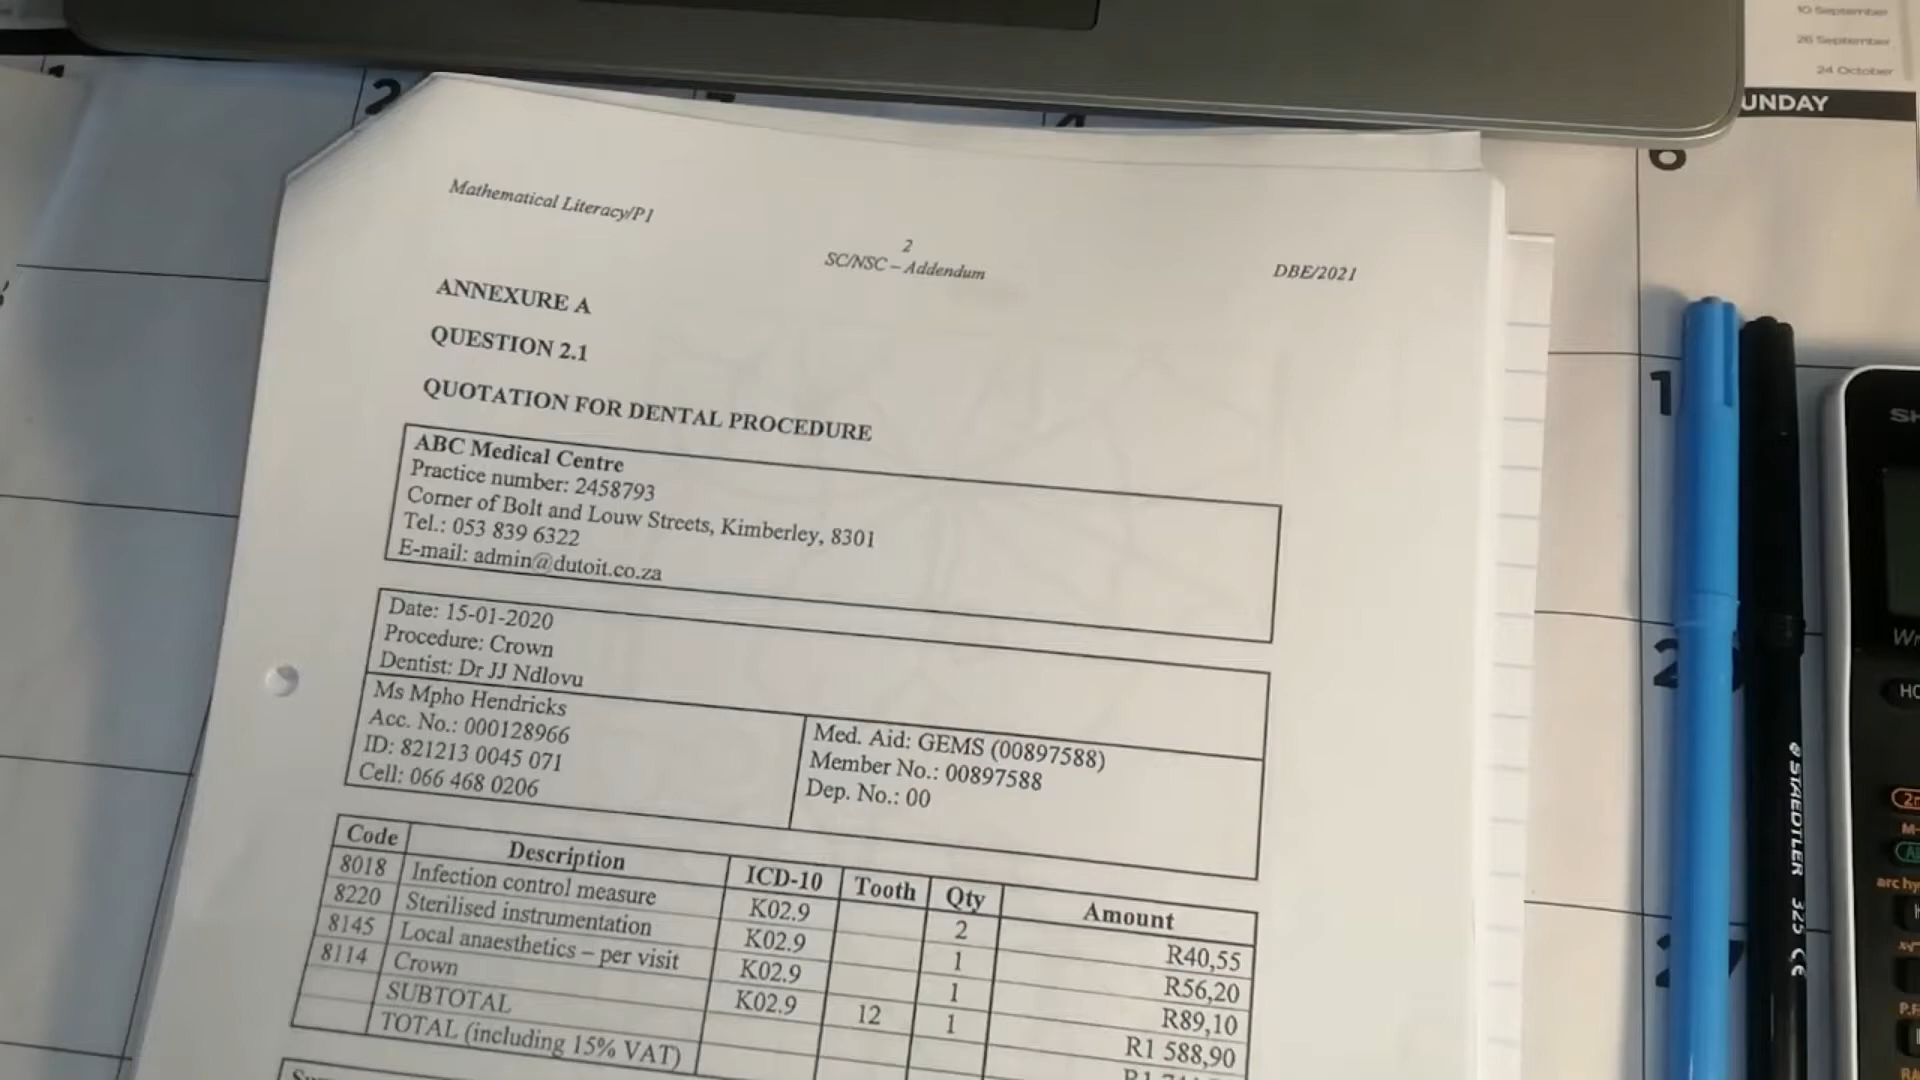 10 September
26 September
24 October
UNDAY
2
4
6
Mathematical Literacy/P1
2
SC/NSC – Addendum
DBE/2021
ANNEXURE A
QUESTION 2.1
QUOTATION FOR DENTAL PROCEDURE
ABC Medical Centre
Practice number: 2458793
Corner of Bolt and Louw Streets, Kimberley, 8301
Tel.: 053 839 6322
E-mail: admin@dutoit.co.za
Date: 15-01-2020
Procedure: Crown
Dentist: Dr JJ Ndlovu
Ms Mpho Hendricks
Acc. No.: 000128966
ID: 821213 0045 071
Cell: 066 468 0206
Med. Aid: GEMS (00897588)
Member No.: 00897588
Dep. No.: 00
Code Description ICD-10 Tooth Qty Amount
8018 Infection control measure K02.9 2 R40,55
8220 Sterilised instrumentation K02.9 1 R56,20
8145 Local anaesthetics – per visit K02.9 1 R89,10
8114 Crown K02.9 12 1 R1 588,90
SUBTOTAL
TOTAL (including 15% VAT)
STAEDTLER 325 CE